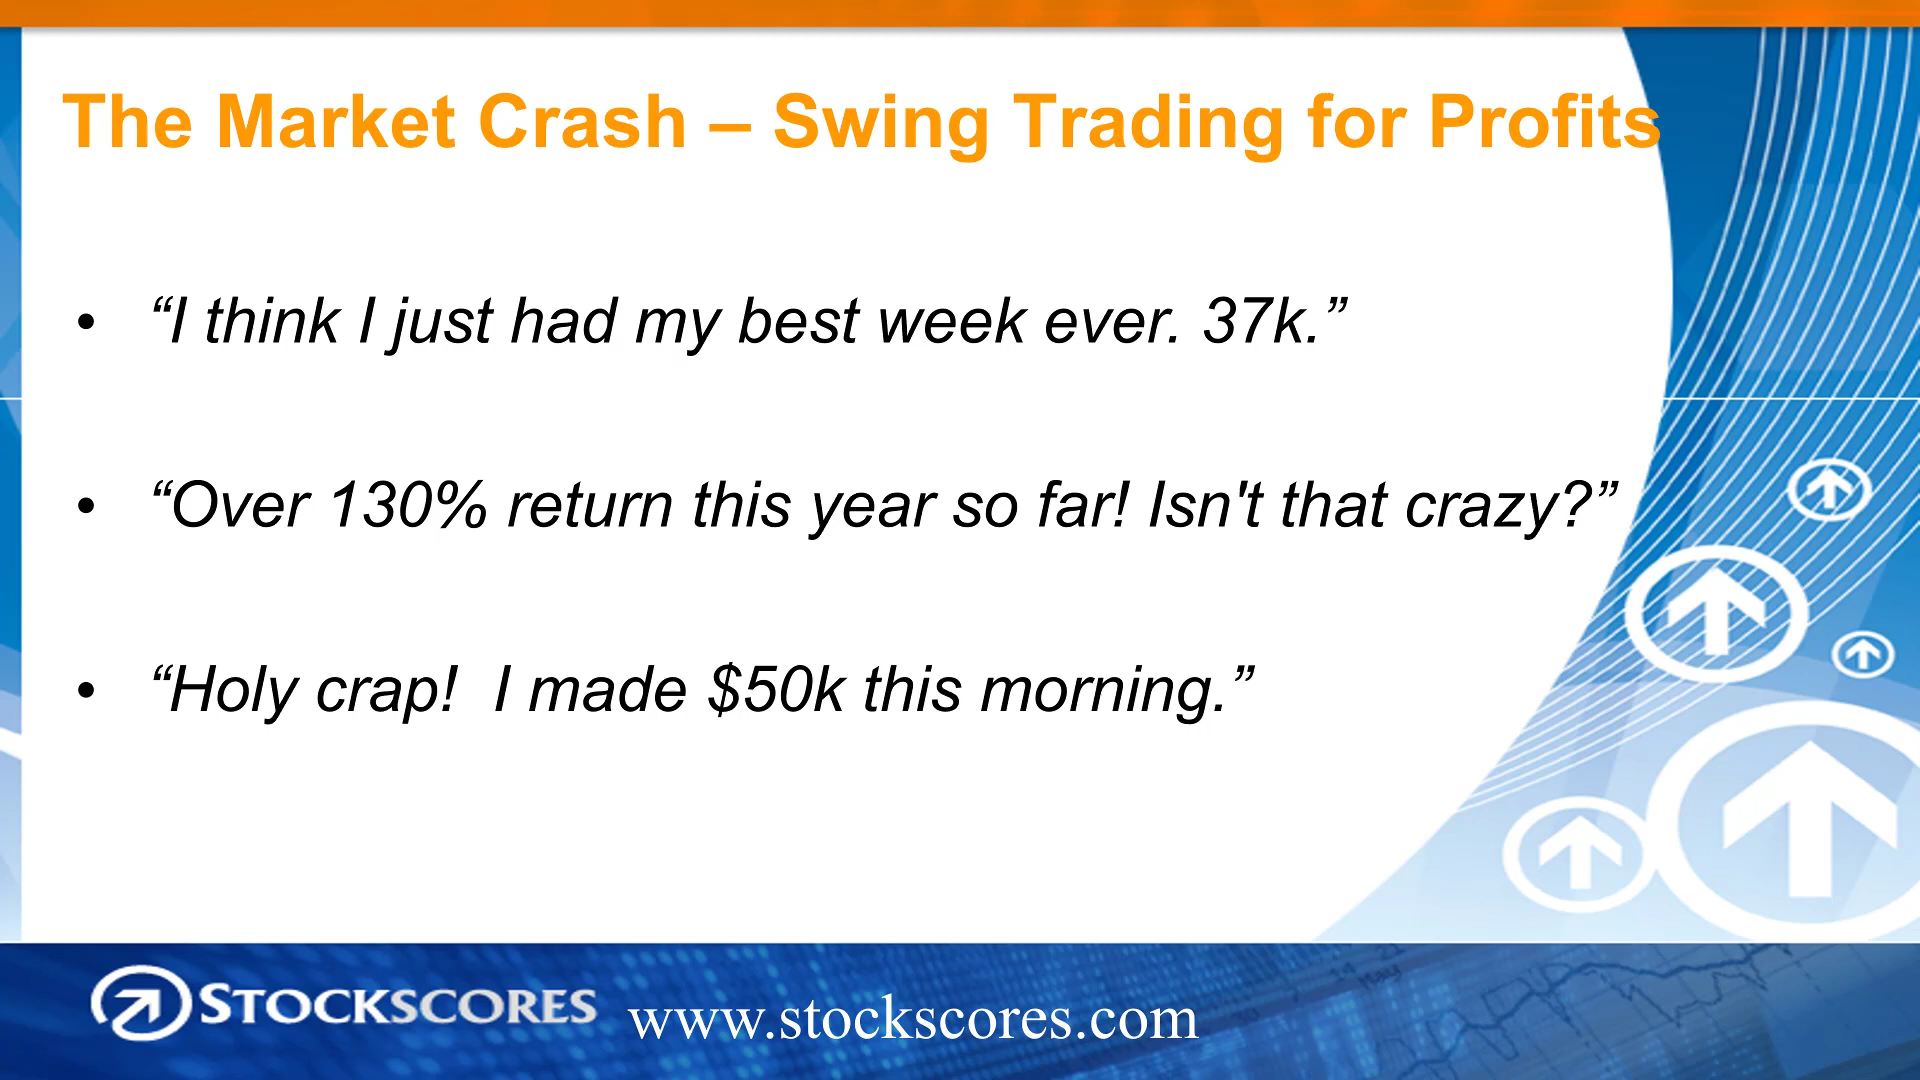 The Market Crash – Swing Trading for Profits
• “I think I just had my best week ever. 37k.”
• “Over 130% return this year so far! Isn't that crazy?”
• “Holy crap!  I made $50k this morning.”
STOCKSCORES www.stockscores.com